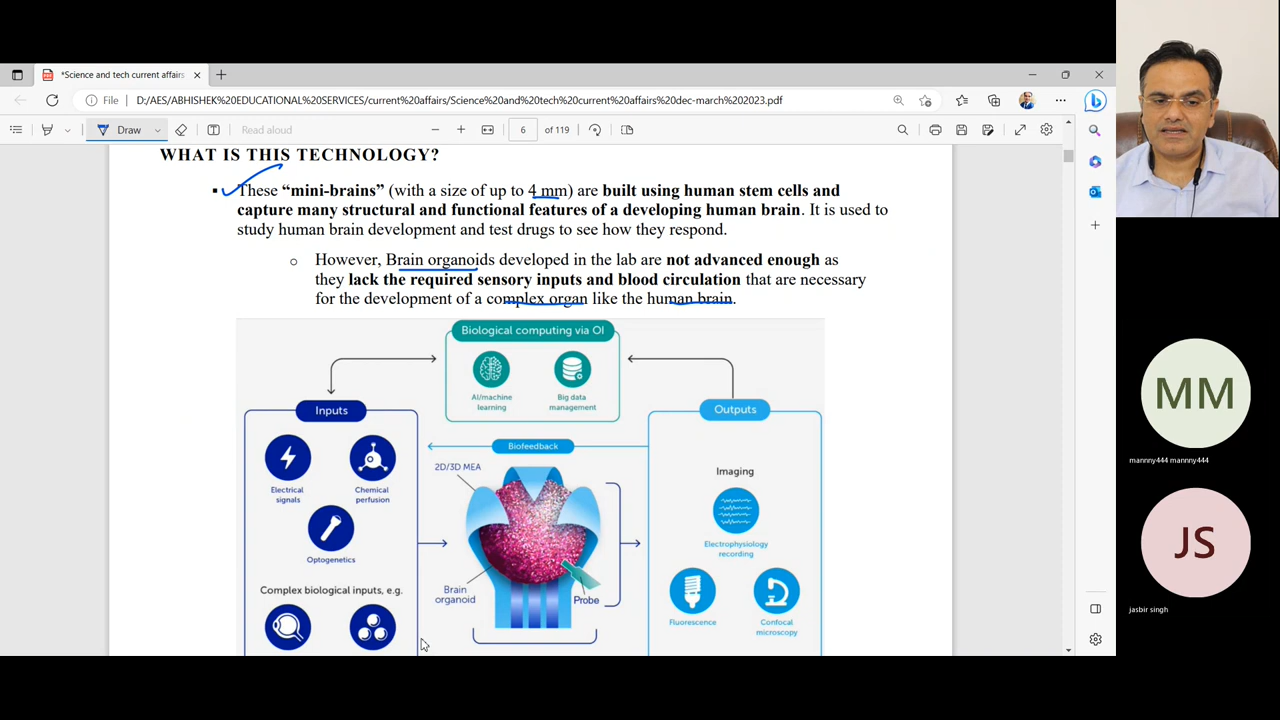 *Science and tech current affairs
File
D:/AES/ABHISHEK%20EDUCATIONAL%20SERVICES/current%20affairs/Science%20and%20tech%20current%20affairs%20dec-march%202023.pdf
Draw
Read aloud
6
of 119
WHAT IS THIS TECHNOLOGY?
▪ These “mini-brains” (with a size of up to 4 mm) are built using human stem cells and
capture many structural and functional features of a developing human brain. It is used to
study human brain development and test drugs to see how they respond.
o However, Brain organoids developed in the lab are not advanced enough as
they lack the required sensory inputs and blood circulation that are necessary
for the development of a complex organ like the human brain.
Biological computing via OI
AI/machine
learning
Big data
management
Inputs
Outputs
Biofeedback
2D/3D MEA
Electrical
signals
Chemical
perfusion
Optogenetics
Complex biological inputs, e.g.
Brain
organoid
Probe
Imaging
Electrophysiology
recording
Fluorescence
Confocal
microscopy
MM
mannny444 mannny444
JS
jasbir singh